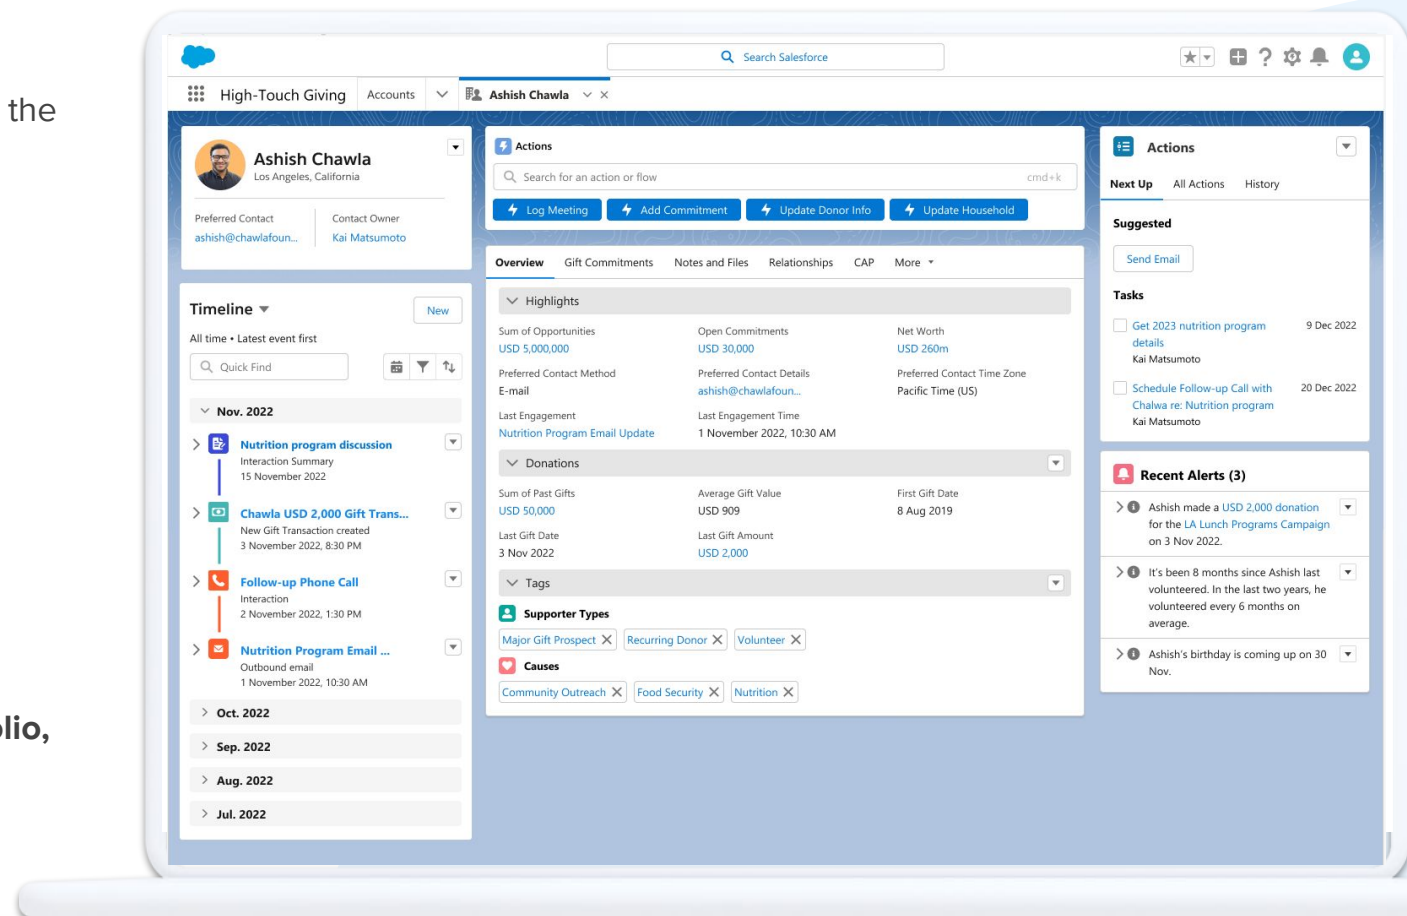 the
olio,
Search Salesforce
High-Touch Giving
Accounts
Ashish Chawla
Ashish Chawla
Los Angeles, California
Preferred Contact
Contact Owner
ashish@chawlafoun...
Kai Matsumoto
Timeline
New
All time • Latest event first
Quick Find
Nov. 2022
Nutrition program discussion
Interaction Summary
15 November 2022
Chawla USD 2,000 Gift Trans...
New Gift Transaction created
3 November 2022, 8:30 PM
Follow-up Phone Call
Interaction
2 November 2022, 1:30 PM
Nutrition Program Email ...
Outbound email
1 November 2022, 10:30 AM
Oct. 2022
Sep. 2022
Aug. 2022
Jul. 2022
Actions
Search for an action or flow
cmd+k
Log Meeting
Add Commitment
Update Donor Info
Update Household
Overview Gift Commitments Notes and Files Relationships CAP More
Highlights
Sum of Opportunities
Open Commitments
Net Worth
USD 5,000,000
USD 30,000
USD 260m
Preferred Contact Method
Preferred Contact Details
Preferred Contact Time Zone
E-mail
ashish@chawlafoun...
Pacific Time (US)
Last Engagement
Last Engagement Time
Nutrition Program Email Update
1 November 2022, 10:30 AM
Donations
Sum of Past Gifts
Average Gift Value
First Gift Date
USD 50,000
USD 909
8 Aug 2019
Last Gift Date
Last Gift Amount
3 Nov 2022
USD 2,000
Tags
Supporter Types
Major Gift Prospect
Recurring Donor
Volunteer
Causes
Community Outreach
Food Security
Nutrition
Actions
Next Up All Actions History
Suggested
Send Email
Tasks
Get 2023 nutrition program
9 Dec 2022
details
Kai Matsumoto
Schedule Follow-up Call with
20 Dec 2022
Chalwa re: Nutrition program
Kai Matsumoto
Recent Alerts (3)
Ashish made a USD 2,000 donation
for the LA Lunch Programs Campaign
on 3 Nov 2022.
It's been 8 months since Ashish last
volunteered. In the last two years, he
volunteered every 6 months on
average.
Ashish's birthday is coming up on 30
Nov.